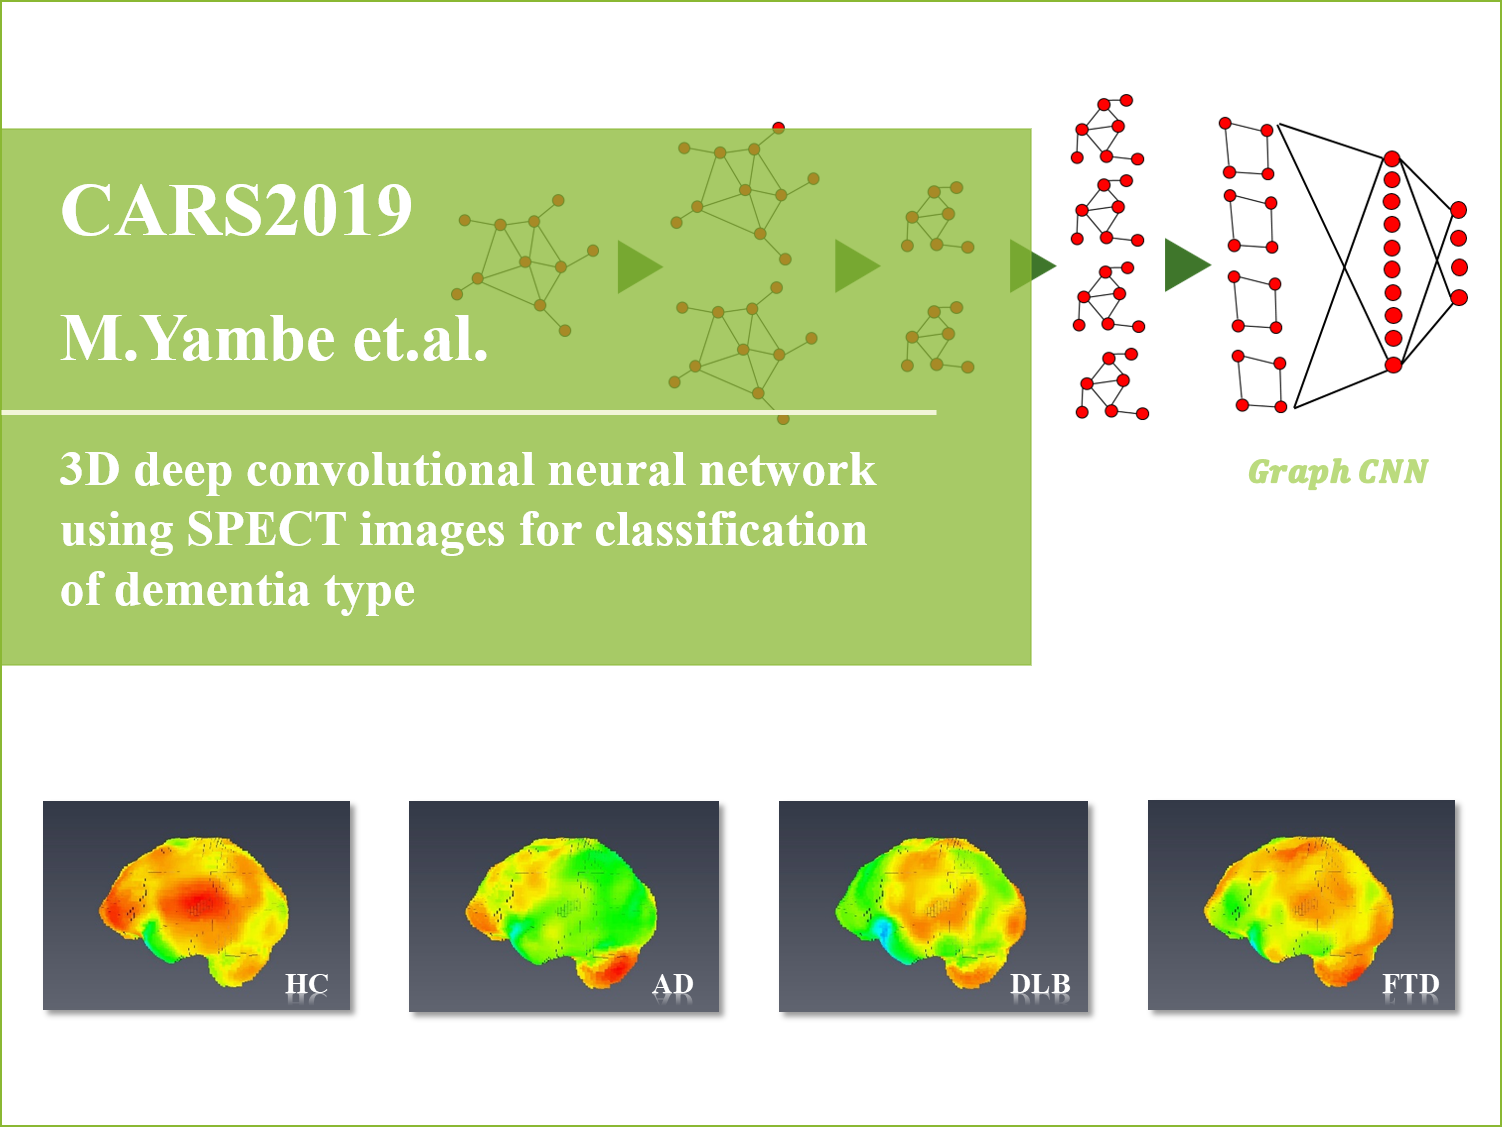 CARS2019
M.Yambe et.al.
3D deep convolutional neural network
using SPECT images for classification
of dementia type
Graph CNN
HC
AD
DLB
FTD